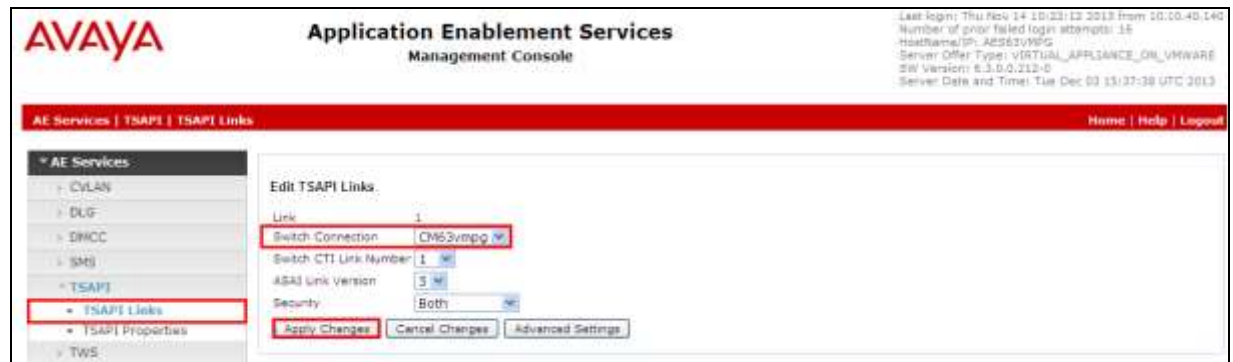 AVAYA
Application Enablement Services
Management Console
Last login: Thu Nov 14 10:23:12 2013 from 10.10.40.140
Number of prior failed login attempts: 16
HostName/IP: AES63VMPG
Server Offer Type: VIRTUAL_APPLIANCE_ON_VMWARE
SW Version: 6.3.0.0.212-0
Server Date and Time: Tue Dec 03 15:37:38 UTC 2013
AE Services | TSAPI | TSAPI Links
Home | Help | Logout
AE Services
CVLAN
DLG
DMCC
SMS
TSAPI
TSAPI Links
TSAPI Properties
TWS
Edit TSAPI Links
Link 1
Switch Connection CM63vmpg
Switch CTI Link Number 1
ASAI Link Version 5
Security Both
Apply Changes Cancel Changes Advanced Settings